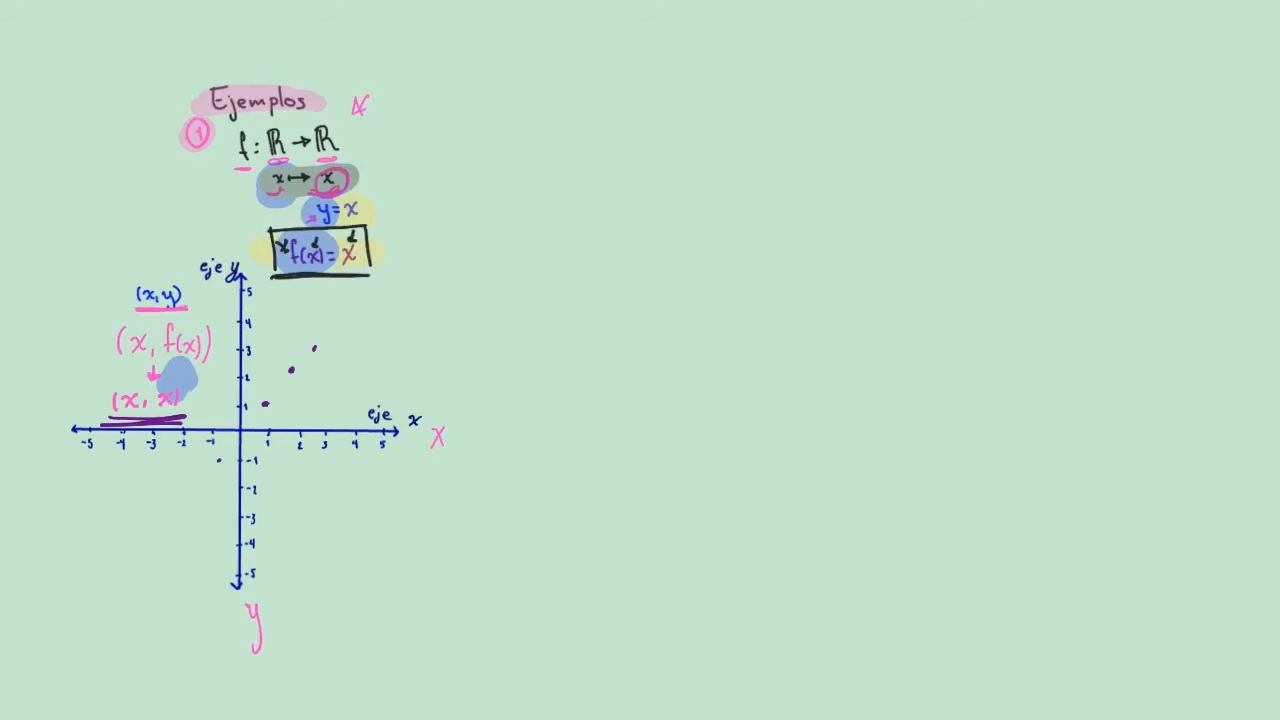 Ejemplos
1
f: ℝ → ℝ
x ↦ x
y = x
f(x) = x
eje y
(x, y)
(x, f(x))
↓
(x, x)
5
4
3
2
1
eje x
x
-5 -4 -3 -2 -1 1 2 3 4 5
-1
-2
-3
-4
-5
y